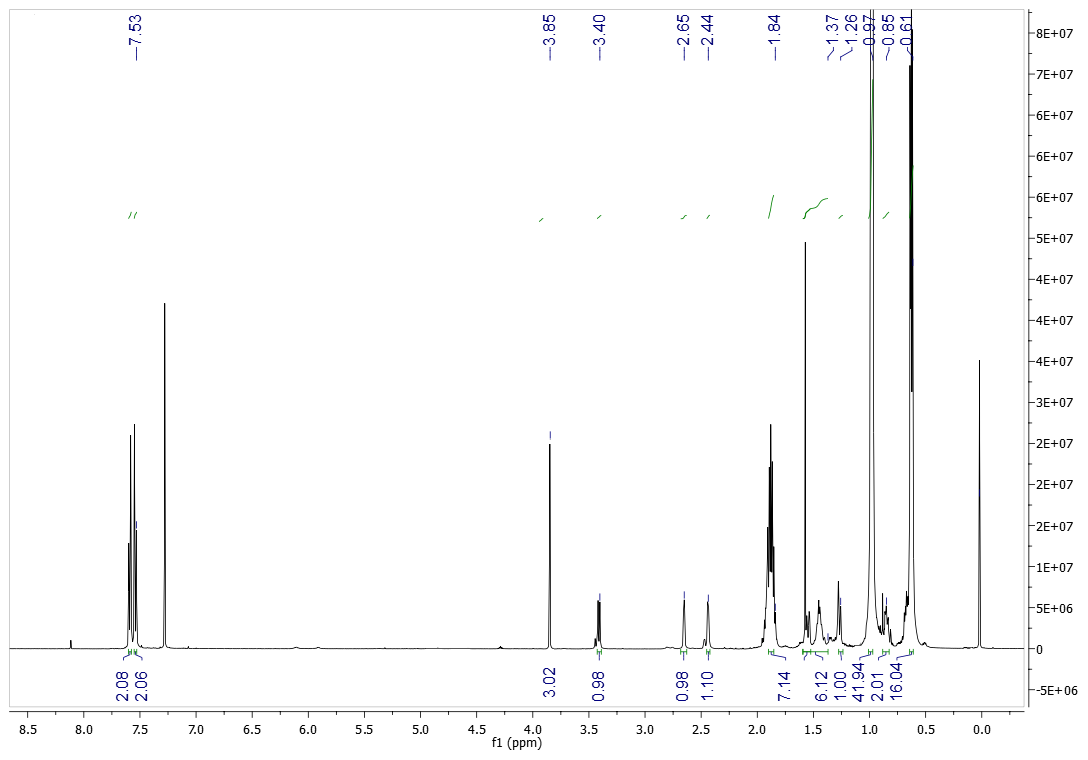 7.53
3.85
3.40
2.65
2.44
1.84
1.37
1.26
0.97
0.85
0.61
8E+07
7E+07
6E+07
6E+07
6E+07
5E+07
4E+07
4E+07
4E+07
3E+07
2E+07
2E+07
2E+07
1E+07
5E+06
0
-5E+06
2.08
2.06
3.02
0.98
0.98
1.10
7.14
6.12
1.00
41.94
2.01
16.04
8.5 8.0 7.5 7.0 6.5 6.0 5.5 5.0 4.5 4.0 3.5 3.0 2.5 2.0 1.5 1.0 0.5 0.0
f1 (ppm)